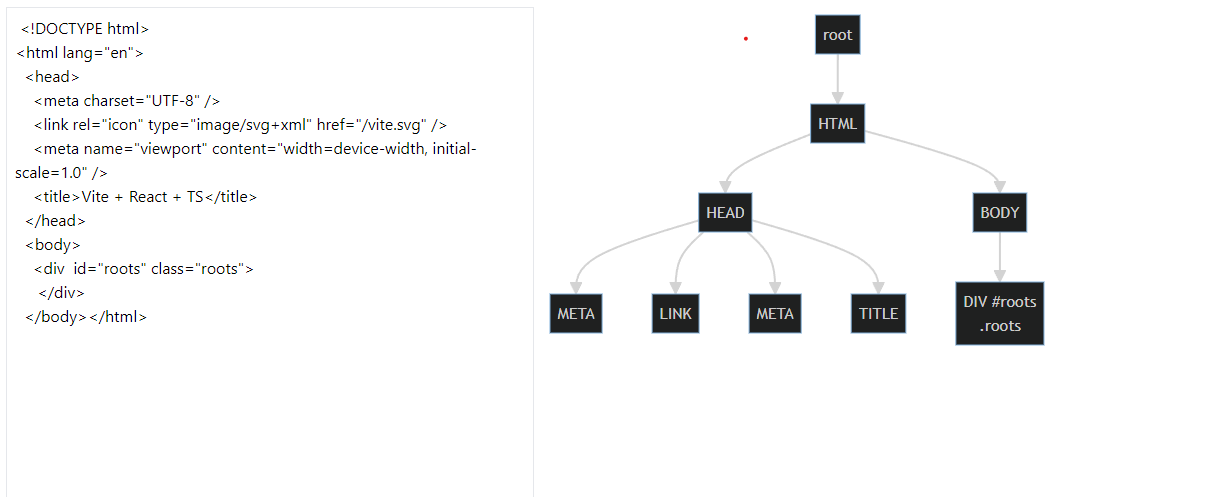 <!DOCTYPE html>
<html lang="en">
<head>
<meta charset="UTF-8" />
<link rel="icon" type="image/svg+xml" href="/vite.svg" />
<meta name="viewport" content="width=device-width, initial-
scale=1.0" />
<title>Vite + React + TS</title>
</head>
<body>
<div  id="roots" class="roots">
</div>
</body></html>
root
HTML
HEAD
BODY
META
LINK
META
TITLE
DIV #roots
.roots